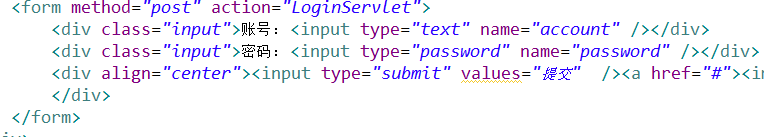 <form method="post" action="LoginServlet">
<div class="input">账号：<input type="text" name="account" /></div>
<div class="input">密码：<input type="password" name="password" /></div>
<div align="center"><input type="submit" values="提交"  /><a href="#"><in
</div>
</form>